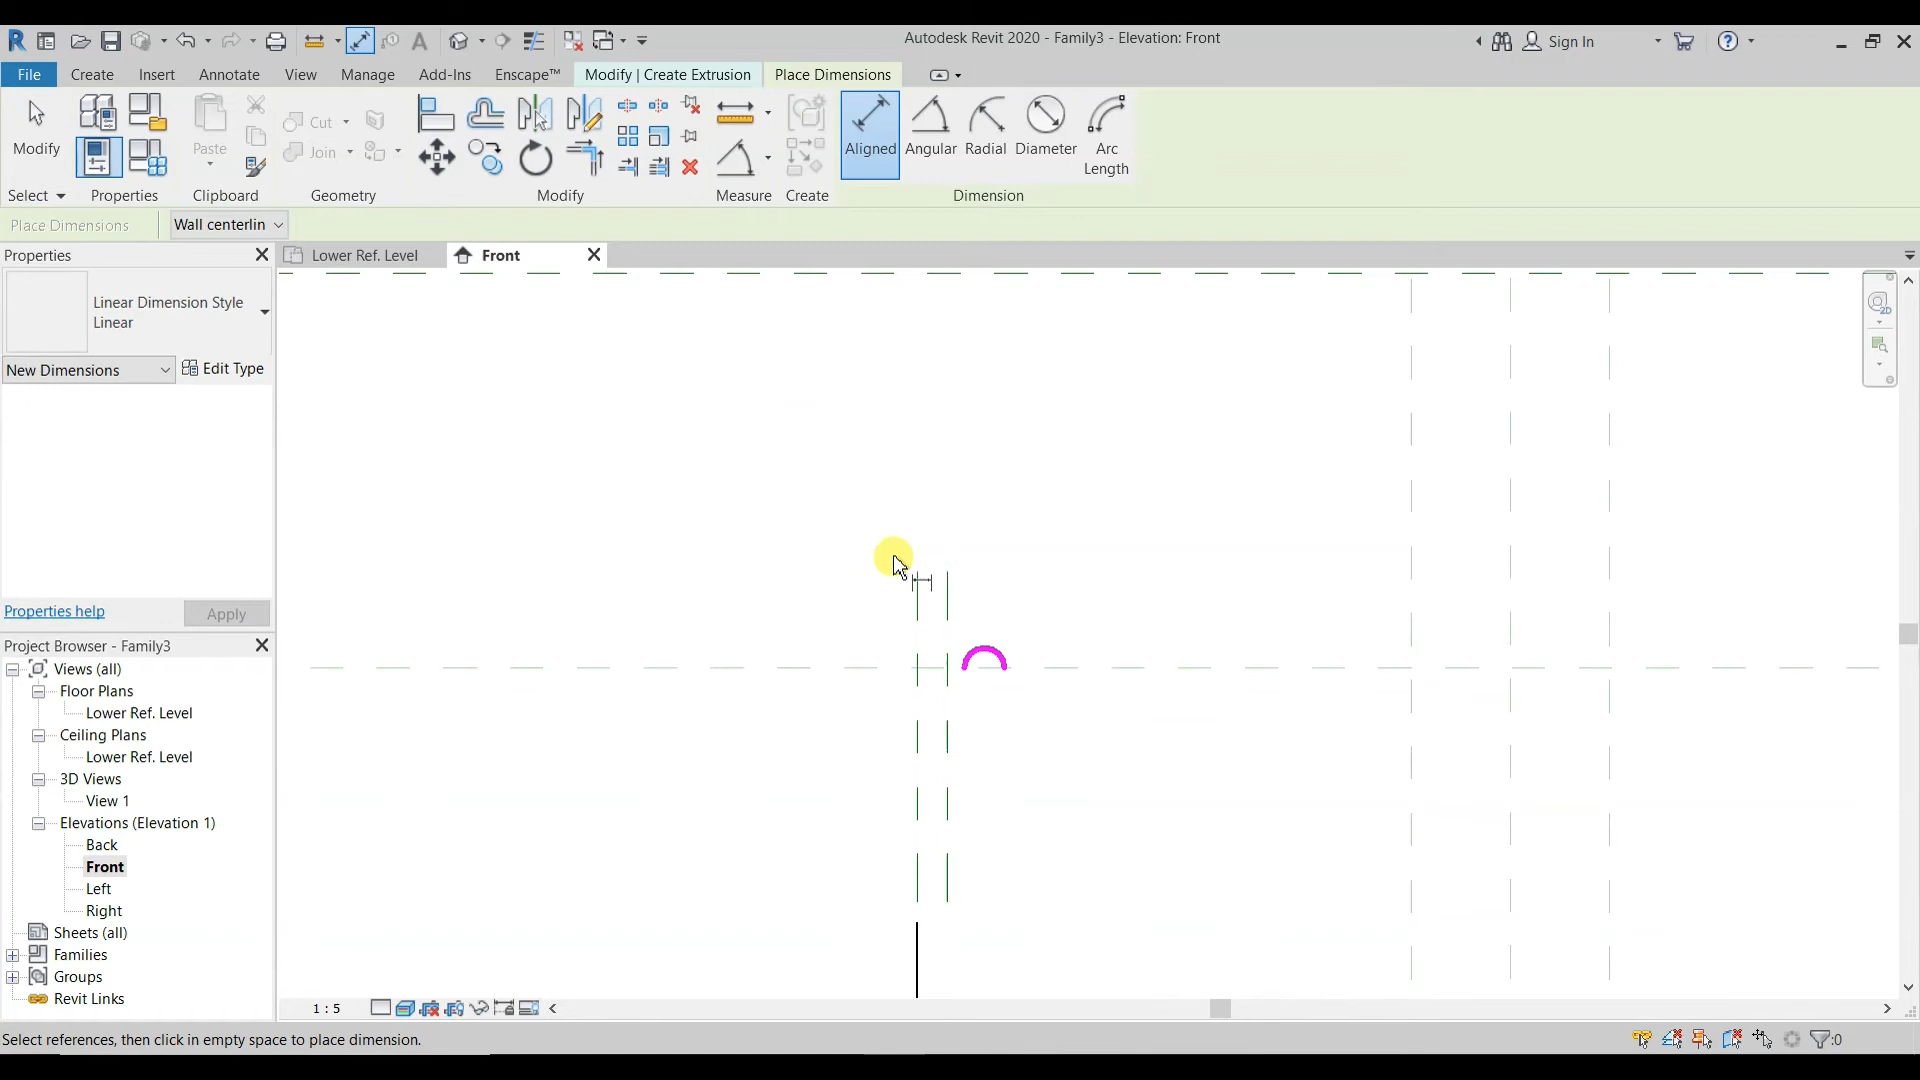 Autodesk Revit 2020 - Family3 - Elevation: Front
Sign In
File Create Insert Annotate View Manage Add-Ins Enscape™ Modify | Create Extrusion Place Dimensions
Modify
Paste
Cut
Join
Aligned Angular Radial Diameter Arc Length
Select Properties Clipboard Geometry Modify Measure Create Dimension
Place Dimensions Wall centerlin
Properties
Lower Ref. Level
Front
Linear Dimension Style
Linear
2D
New Dimensions
Edit Type
Properties help
Apply
Project Browser - Family3
Views (all)
Floor Plans
Lower Ref. Level
Ceiling Plans
Lower Ref. Level
3D Views
View 1
Elevations (Elevation 1)
Back
Front
Left
Right
Sheets (all)
Families
Groups
Revit Links
1 : 5
Select references, then click in empty space to place dimension.
:0